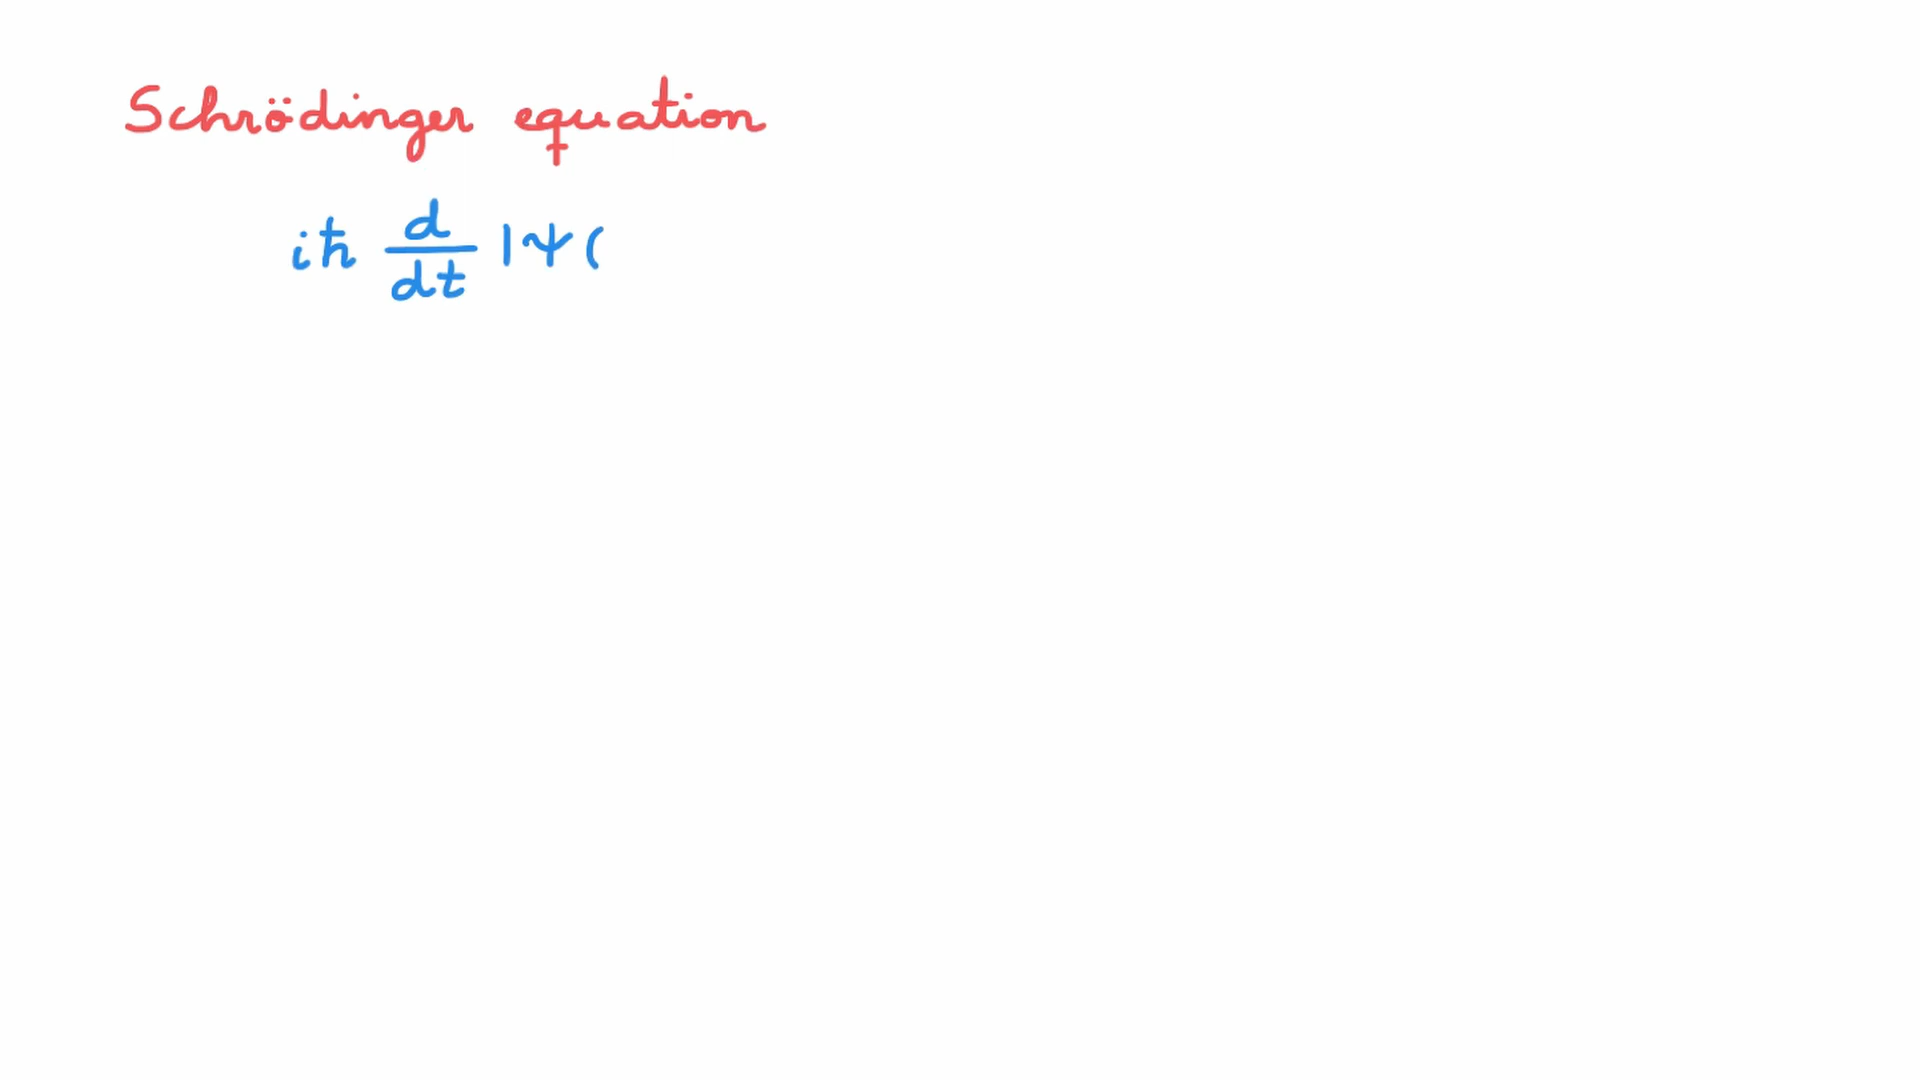 Schrödinger equation
iħ d/dt |Ψ(